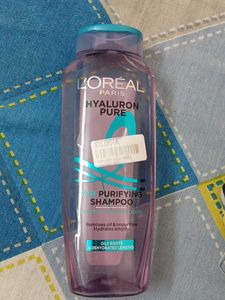 L'ORÉAL
PARIS
HYALURON
PURE
PURIFYING
SHAMPOO
Removes oil & impurities
Hydrates lengths
OILY ROOTS
& DEHYDRATED LENGTHS